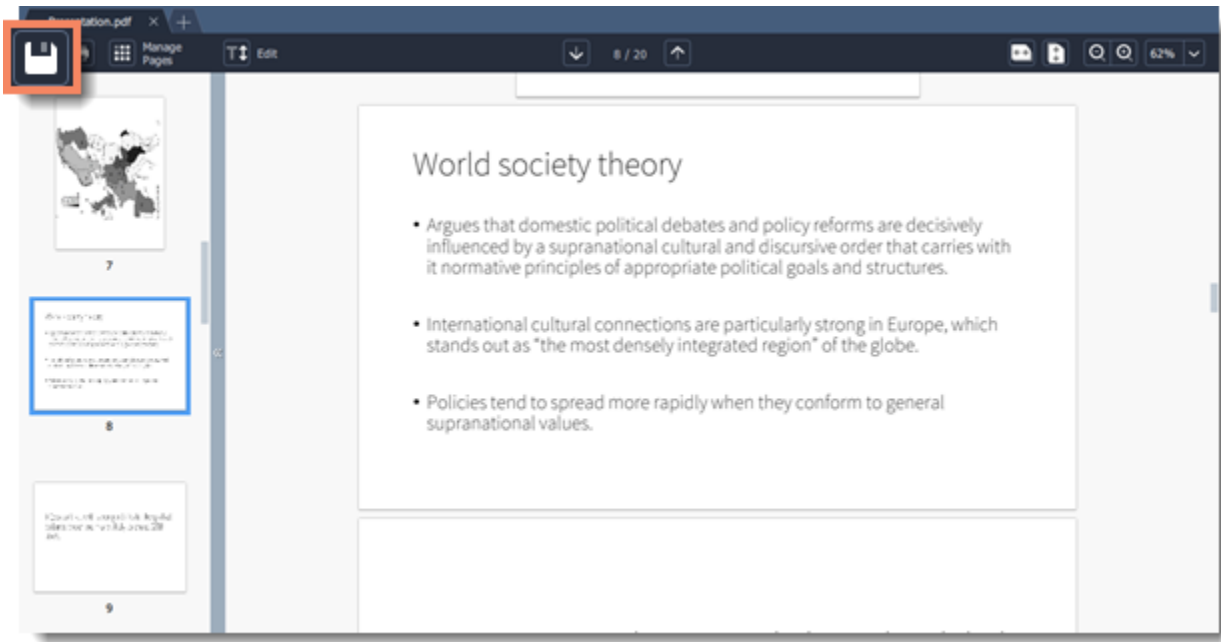 Presentation.pdf
Manage
Pages
Edit
8 / 20
62%
7
8
9
World society theory
• Argues that domestic political debates and policy reforms are decisively
influenced by a supranational cultural and discursive order that carries with
it normative principles of appropriate political goals and structures.
• International cultural connections are particularly strong in Europe, which
stands out as “the most densely integrated region” of the globe.
• Policies tend to spread more rapidly when they conform to general
supranational values.